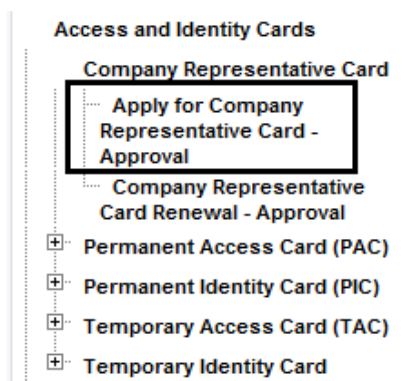 Access and Identity Cards
Company Representative Card
Apply for Company
Representative Card -
Approval
Company Representative
Card Renewal - Approval
Permanent Access Card (PAC)
Permanent Identity Card (PIC)
Temporary Access Card (TAC)
Temporary Identity Card